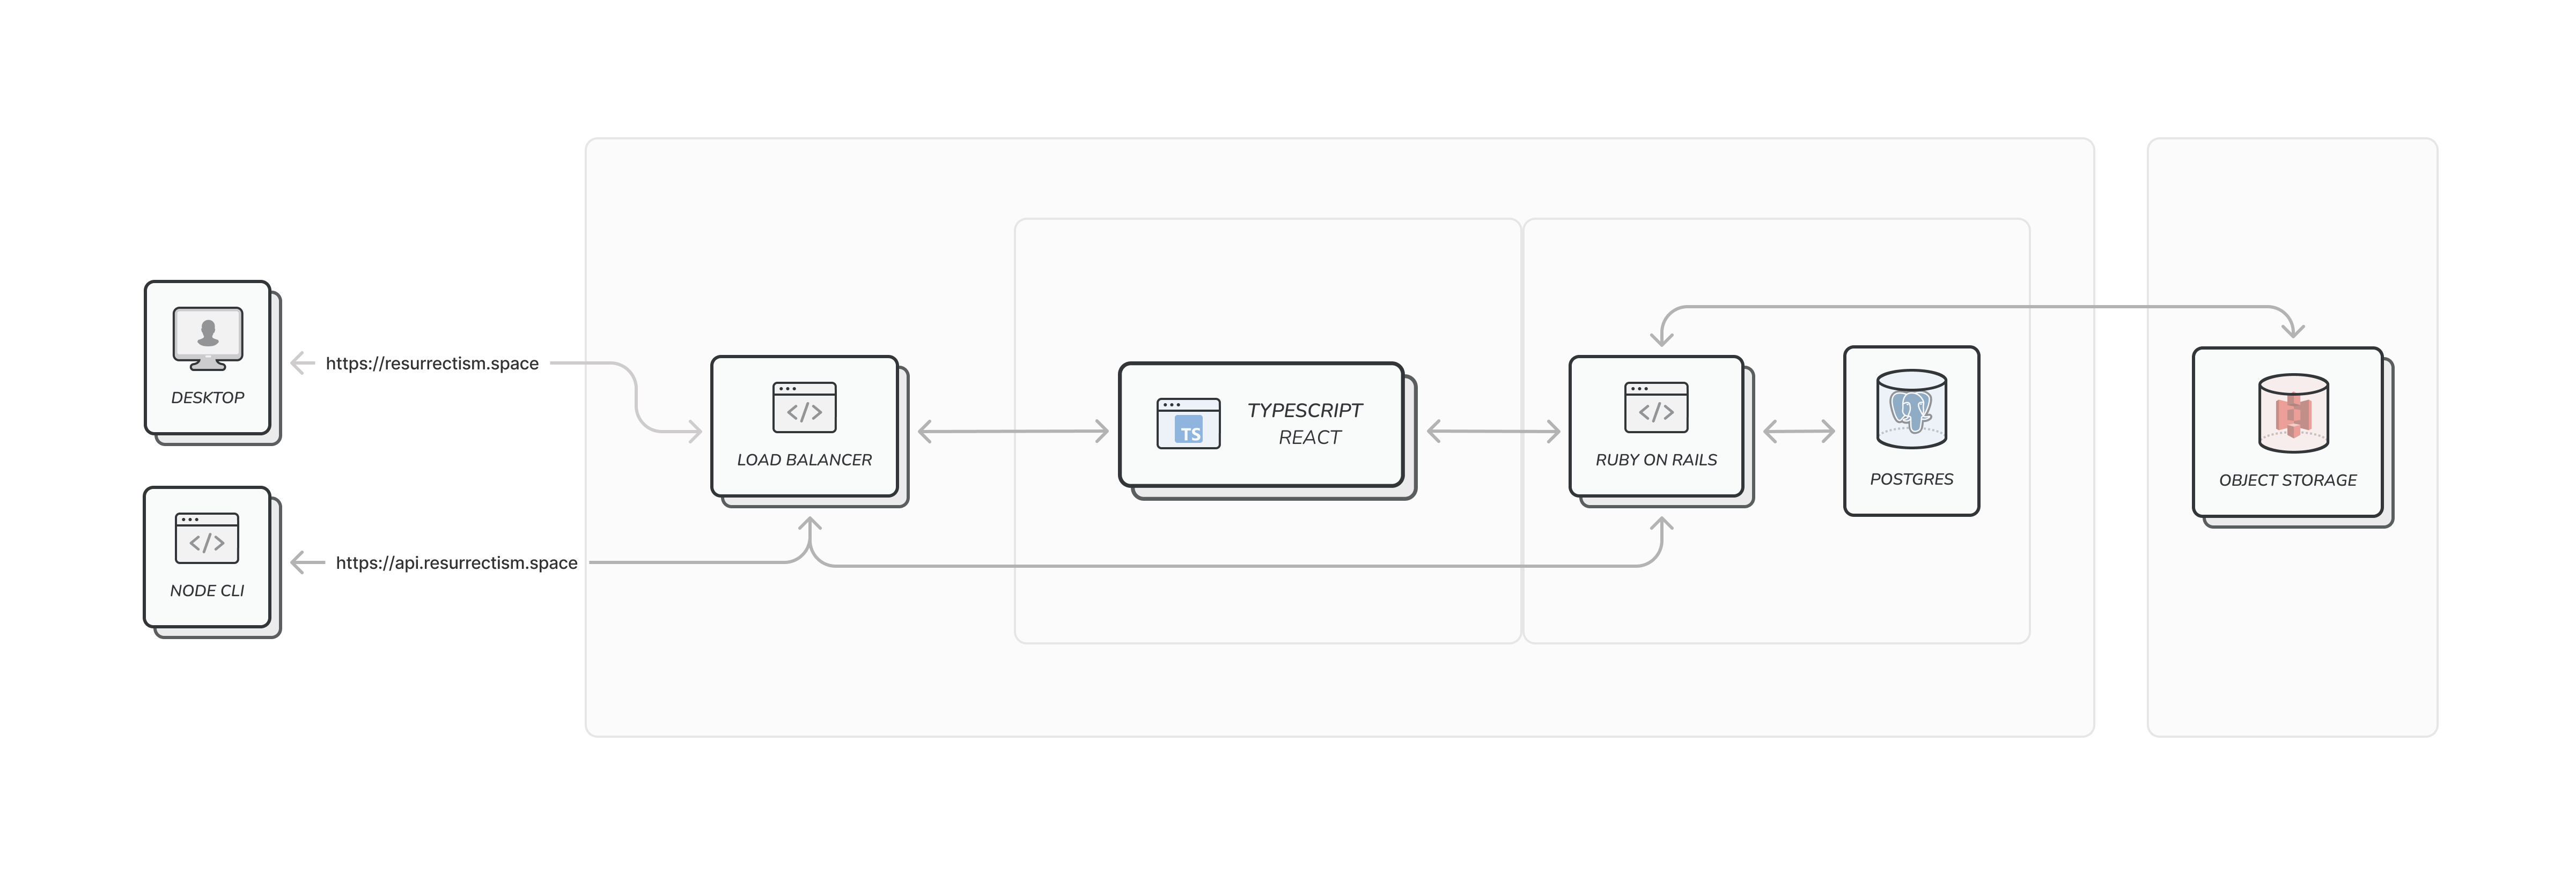 DESKTOP
https://resurrectism.space
NODE CLI
https://api.resurrectism.space
</>
LOAD BALANCER
</>
TS
TYPESCRIPT
REACT
</>
RUBY ON RAILS
POSTGRES
OBJECT STORAGE